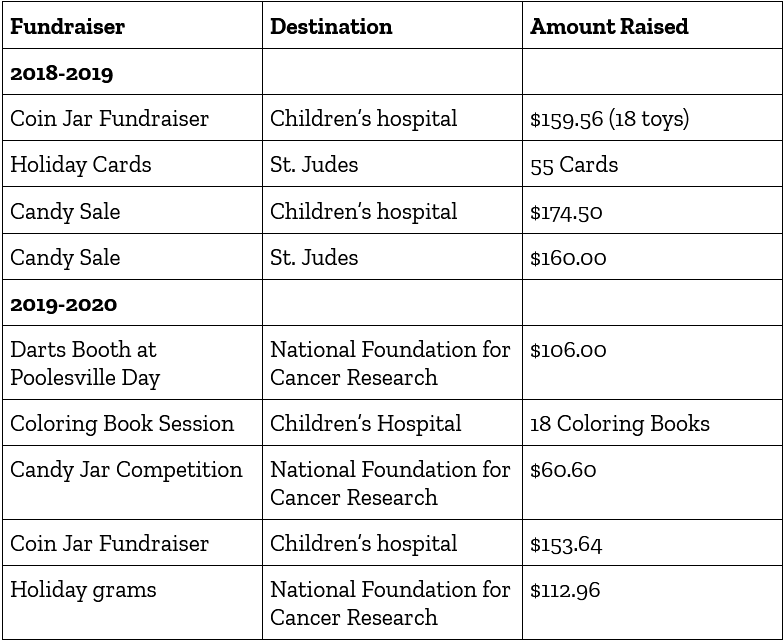 Fundraiser Destination Amount Raised
2018-2019
Coin Jar Fundraiser Children’s hospital $159.56 (18 toys)
Holiday Cards St. Judes 55 Cards
Candy Sale Children’s hospital $174.50
Candy Sale St. Judes $160.00
2019-2020
Darts Booth at National Foundation for $106.00
Poolesville Day Cancer Research
Coloring Book Session Children’s Hospital 18 Coloring Books
Candy Jar Competition National Foundation for $60.60
Cancer Research
Coin Jar Fundraiser Children’s hospital $153.64
Holiday grams National Foundation for $112.96
Cancer Research